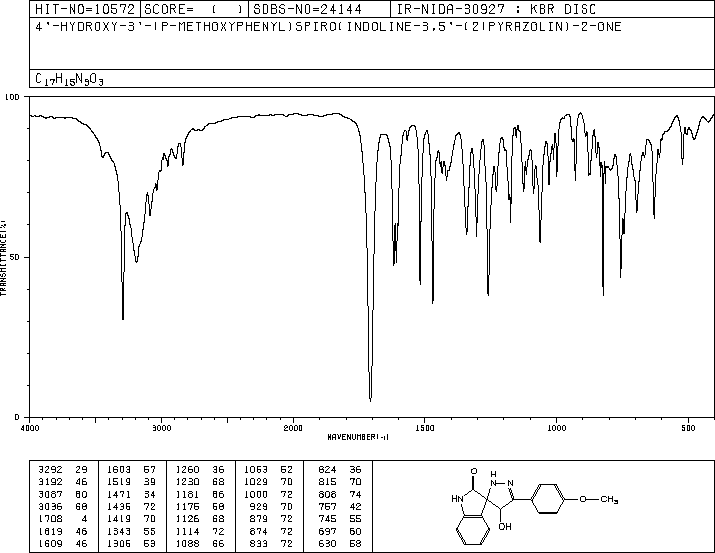 HIT-NO=10572 SCORE= ( ) SDBS-NO=24144 IR-NIDA-30927 : KBR DISC
4'-HYDROXY-3'-(P-METHOXYPHENYL)SPIRO(INDOLINE-3,5'-(2)PYRAZOLIN)-2-ONE
C17H15N3O3
100
50
0
TRANSMITTANCE(%)
4000 3000 2000 1500 1000 500
WAVENUMBER(-1)
3292 29 1603 57 1260 36 1063 52 824 36
3192 46 1519 39 1230 68 1029 70 815 70
3087 60 1471 34 1181 66 1000 72 808 74
3036 68 1436 72 1175 58 929 70 757 42
1708 4 1419 70 1126 68 879 72 745 55
1619 46 1343 55 1114 72 874 72 697 60
1609 46 1305 53 1088 66 833 72 630 58
O
H
HN N N
O CH3
OH